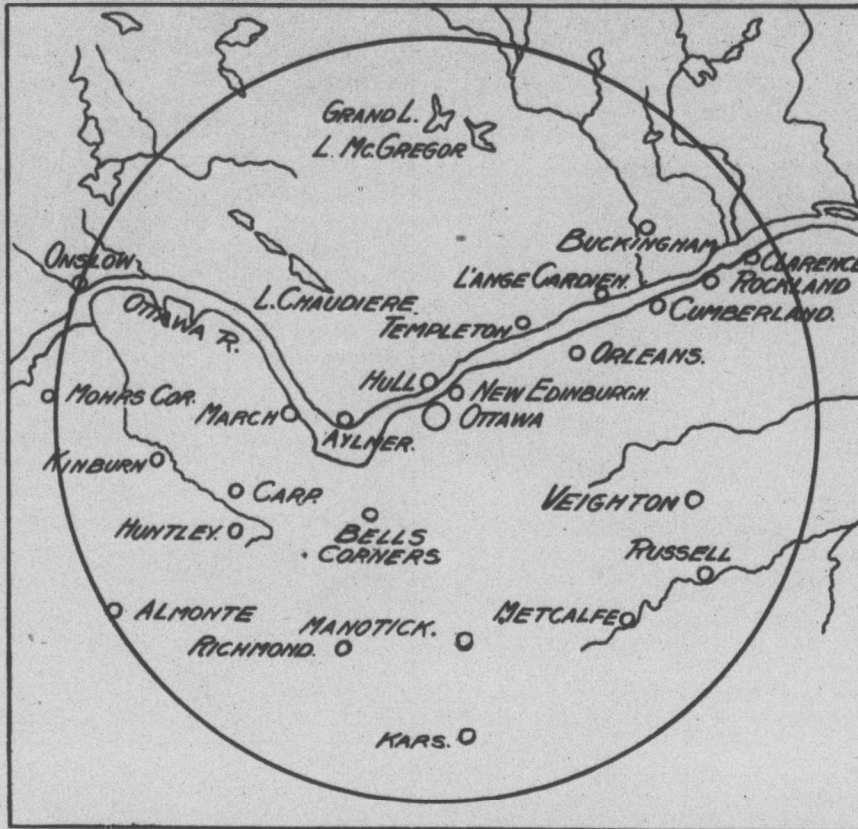 GRAND L.
L. MCGREGOR
BUCKINGHAM
ONSLOW
CLARENCE
L'ANGE GARDIEN.
ROCKLAND
L. CHAUDIERE.
OTTAWA R.
CUMBERLAND.
TEMPLETON
ORLEANS.
HULL
NEW EDINBURGH.
MOHRS COR.
MARCH
OTTAWA
AYLMER.
KINBURN
CARP.
VEIGHTON
HUNTLEY.
BELLS
CORNERS
RUSSELL
ALMONTE
METCALFE
MANOTICK.
RICHMOND.
KARS.